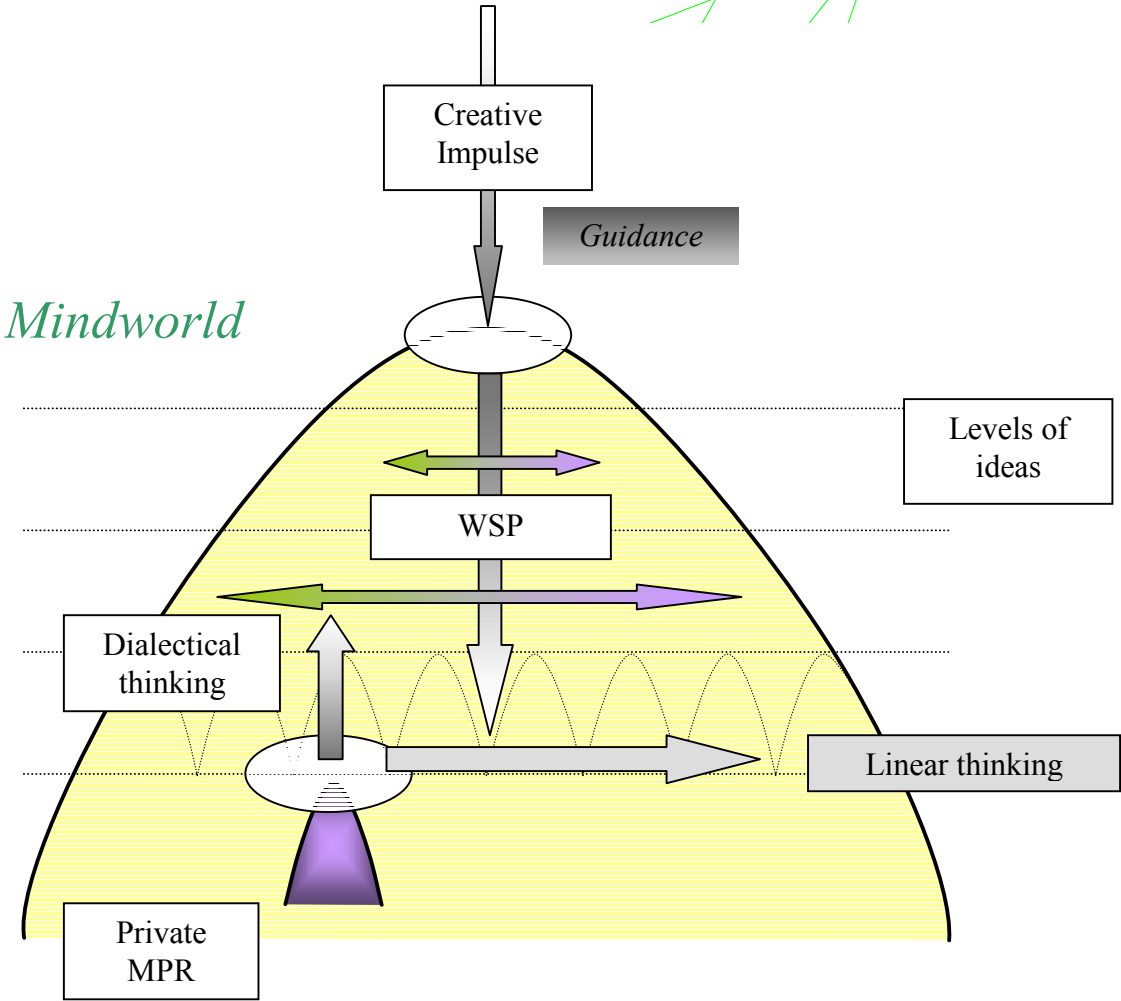 Creative
Impulse
Guidance
Mindworld
Levels of
ideas
WSP
Dialectical
thinking
Linear thinking
Private
MPR